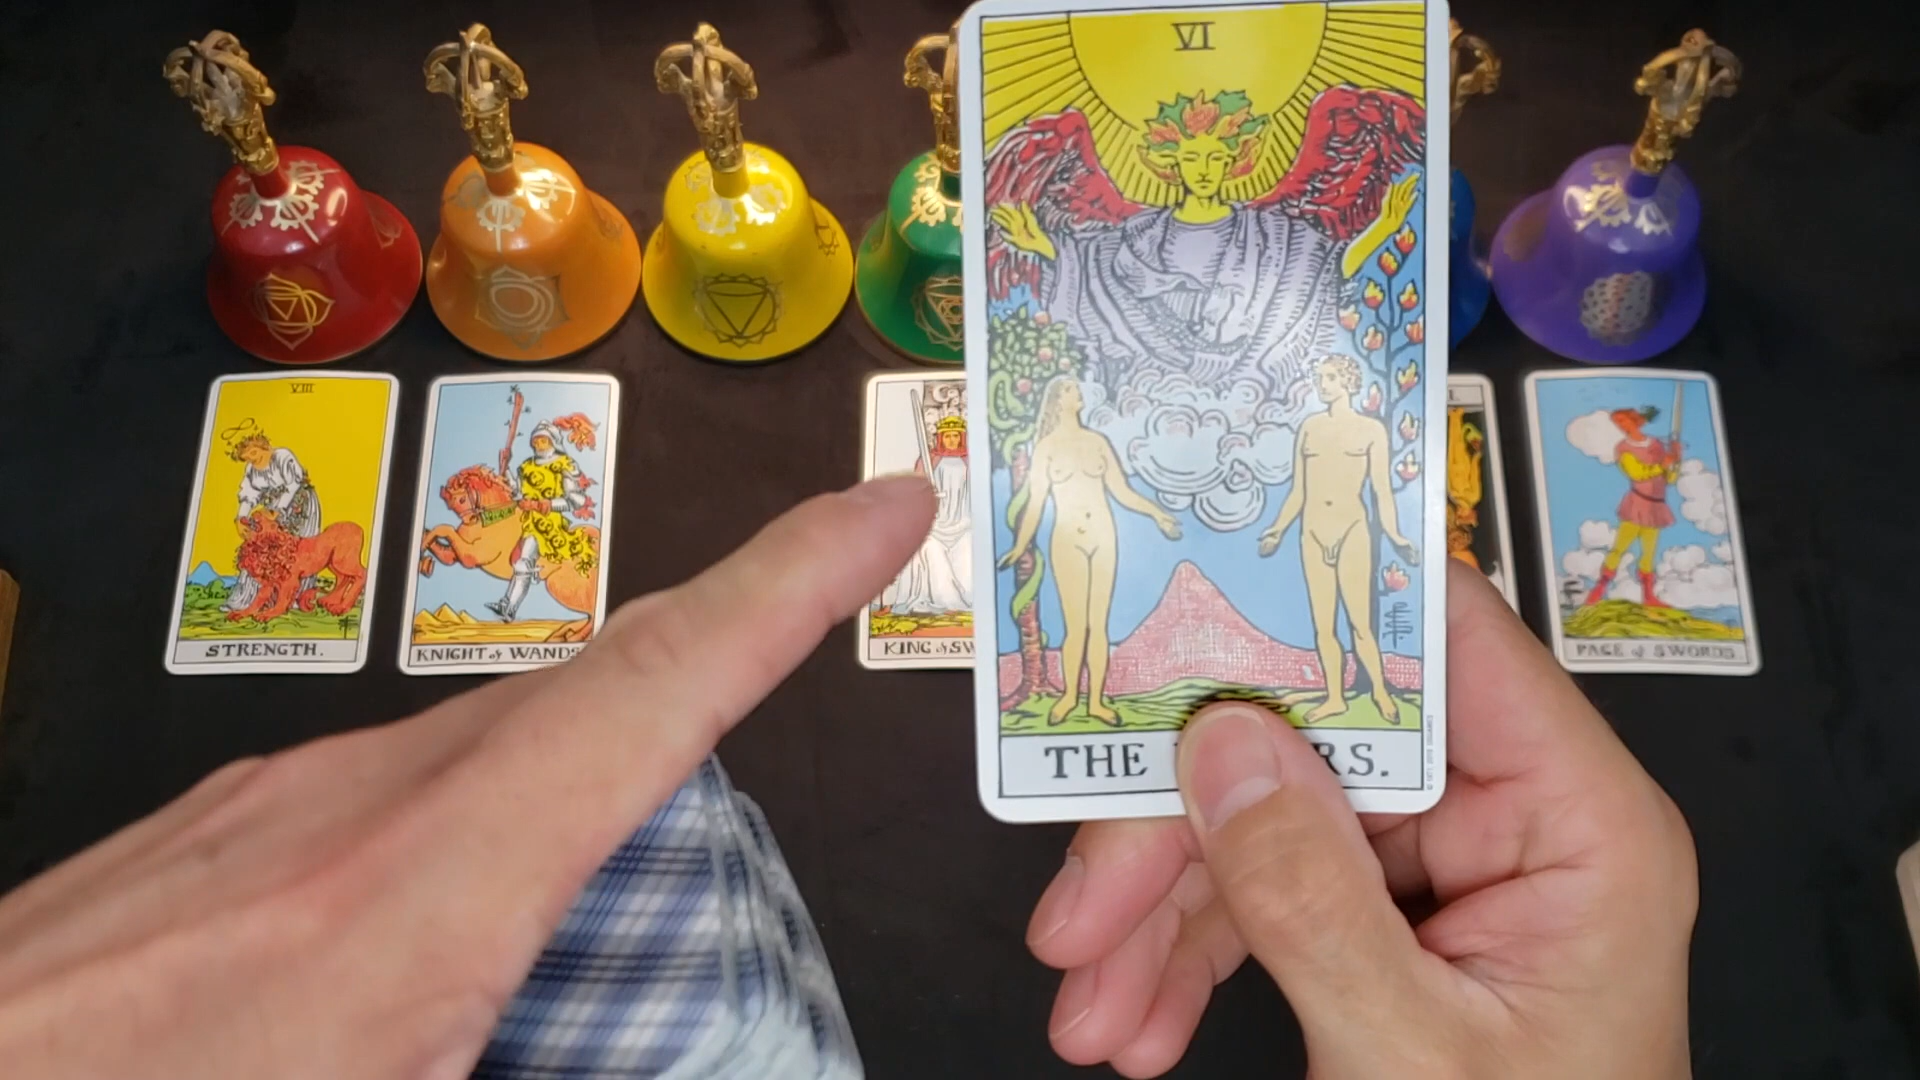 VI
VIII
STRENGTH.
KNIGHT of WANDS
KING of SW
THE RS.
PAGE of SWORDS